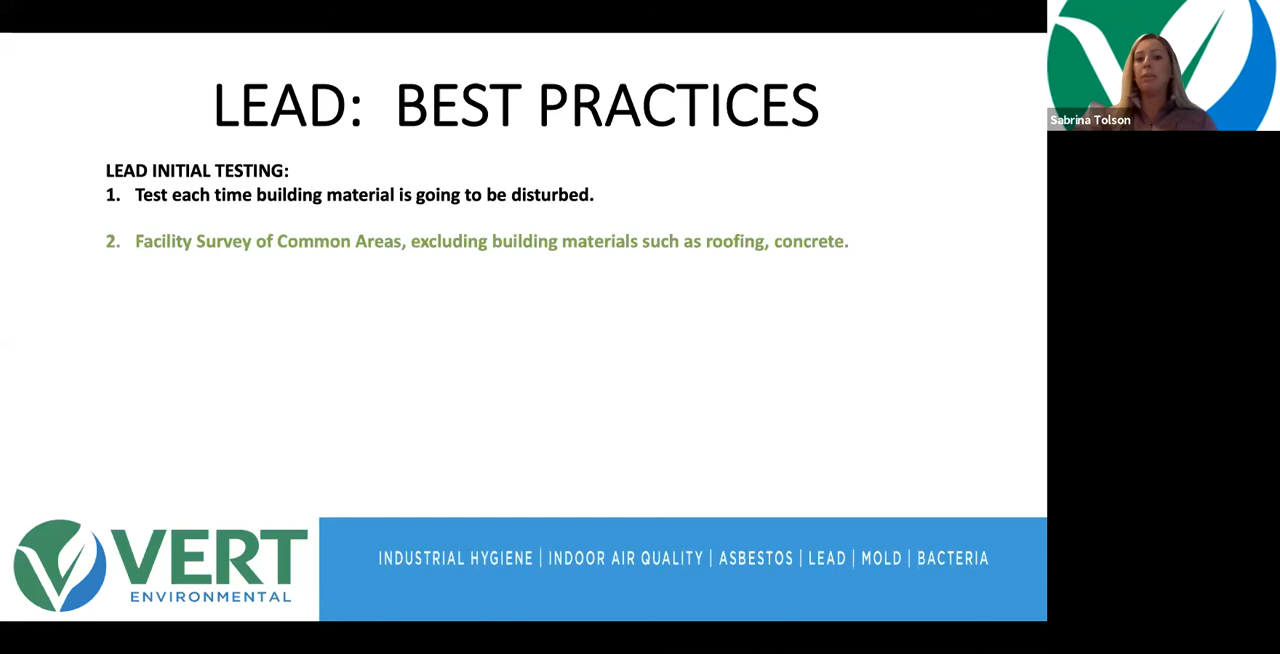 LEAD: BEST PRACTICES
Sabrina Tolson
LEAD INITIAL TESTING:
1. Test each time building material is going to be disturbed.
2. Facility Survey of Common Areas, excluding building materials such as roofing, concrete.
VERT
ENVIRONMENTAL
INDUSTRIAL HYGIENE | INDOOR AIR QUALITY | ASBESTOS | LEAD | MOLD | BACTERIA